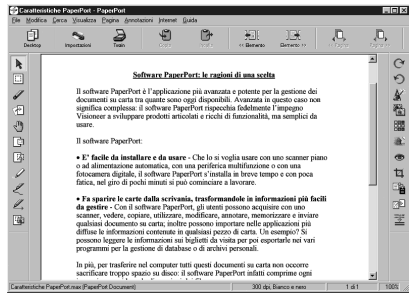 Caratteristiche PaperPort - PaperPort
File Modifica Cerca Visualizza Pagina Annotazioni Internet Guida
Desktop Impostazioni Twain Copia Incolla << Elemento Elemento >> << Pagina Pagina >>
Software PaperPort: le ragioni di una scelta
Il software PaperPort è l'applicazione più avanzata e potente per la gestione dei
documenti su carta tra quante sono oggi disponibili. Avanzata in questo caso non
significa complessa: il software PaperPort rispecchia fedelmente l'impegno
Visioneer a sviluppare prodotti articolati e ricchi di funzionalità, ma semplici da
usare.
Il software PaperPort:
• E' facile da installare e da usare - Che lo si voglia usare con uno scanner piano
o ad alimentazione automatica, con una periferica multifunzione o con una
fotocamera digitale, il software PaperPort s'installa in breve tempo e con poca
fatica, nel giro di pochi minuti si può cominciare a lavorare.
• Fa sparire le carte dalla scrivania, trasformandole in informazioni più facili
da gestire - Con il software PaperPort, gli utenti possono acquisire con uno
scanner, vedere, copiare, utilizzare, modificare, annotare, memorizzare e inviare
qualsiasi documento su carta; inoltre possono importare nelle applicazioni più
diffuse le informazioni contenute in qualsiasi pezzo di carta. Un esempio? Si
possono leggere le informazioni sui biglietti da visita per poi esportarle nei vari
programmi per la gestione di database o di archivi personali.
In più, per trasferire nel computer tutti questi documenti su carta non occorre
sacrificare troppo spazio su disco: il software PaperPort infatti comprime ogni
Caratteristiche PaperPort.max (PaperPort Document) 300 dpi, Bianco e nero 1 di 1 100%